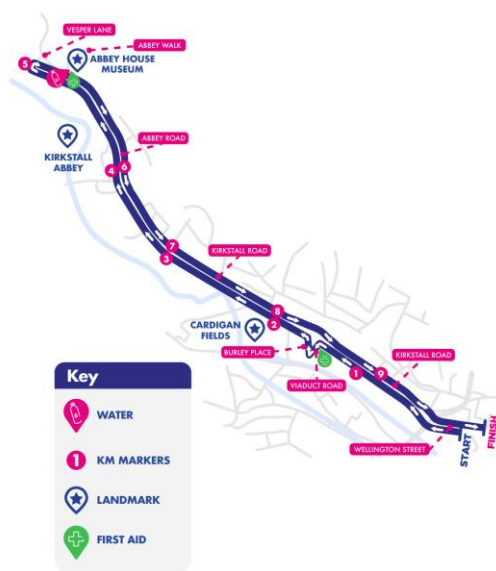 VESPER LANE
ABBEY WALK
5
ABBEY HOUSE
MUSEUM
KIRKSTALL
ABBEY
ABBEY ROAD
4
6
7
3
KIRKSTALL ROAD
8
2
CARDIGAN
FIELDS
BURLEY PLACE
KIRKSTALL ROAD
1
9
VIADUCT ROAD
WELLINGTON STREET
START
FINISH
Key
WATER
1
KM MARKERS
LANDMARK
FIRST AID